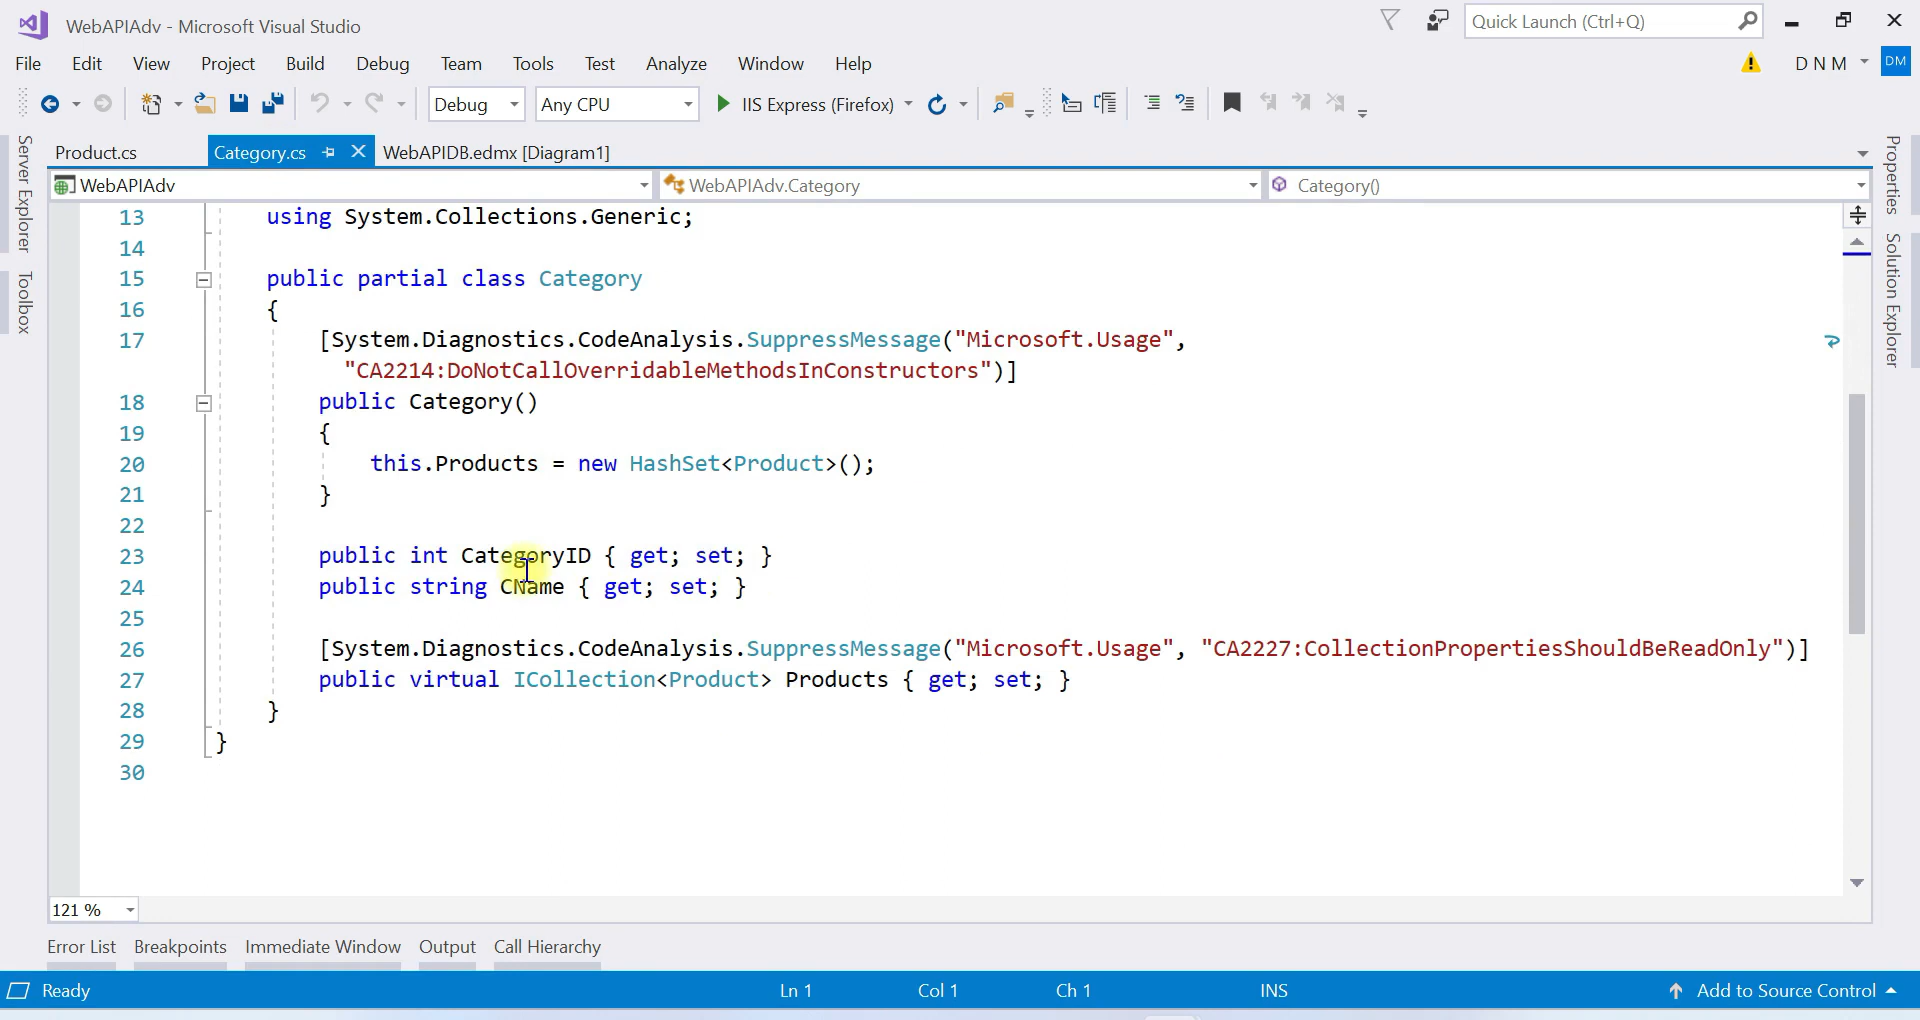 WebAPIAdv - Microsoft Visual Studio
Quick Launch (Ctrl+Q)
File Edit View Project Build Debug Team Tools Test Analyze Window Help
D N M DM
Debug Any CPU IIS Express (Firefox)
Server Explorer
Toolbox
Properties
Solution Explorer
Product.cs Category.cs WebAPIDB.edmx [Diagram1]
WebAPIAdv WebAPIAdv.Category Category()
13 using System.Collections.Generic;
14
15 public partial class Category
16 {
17 [System.Diagnostics.CodeAnalysis.SuppressMessage("Microsoft.Usage",
"CA2214:DoNotCallOverridableMethodsInConstructors")]
18 public Category()
19 {
20 this.Products = new HashSet<Product>();
21 }
22
23 public int CategoryID { get; set; }
24 public string CName { get; set; }
25
26 [System.Diagnostics.CodeAnalysis.SuppressMessage("Microsoft.Usage", "CA2227:CollectionPropertiesShouldBeReadOnly")]
27 public virtual ICollection<Product> Products { get; set; }
28 }
29 }
30
121 %
Error List Breakpoints Immediate Window Output Call Hierarchy
Ready Ln 1 Col 1 Ch 1 INS Add to Source Control